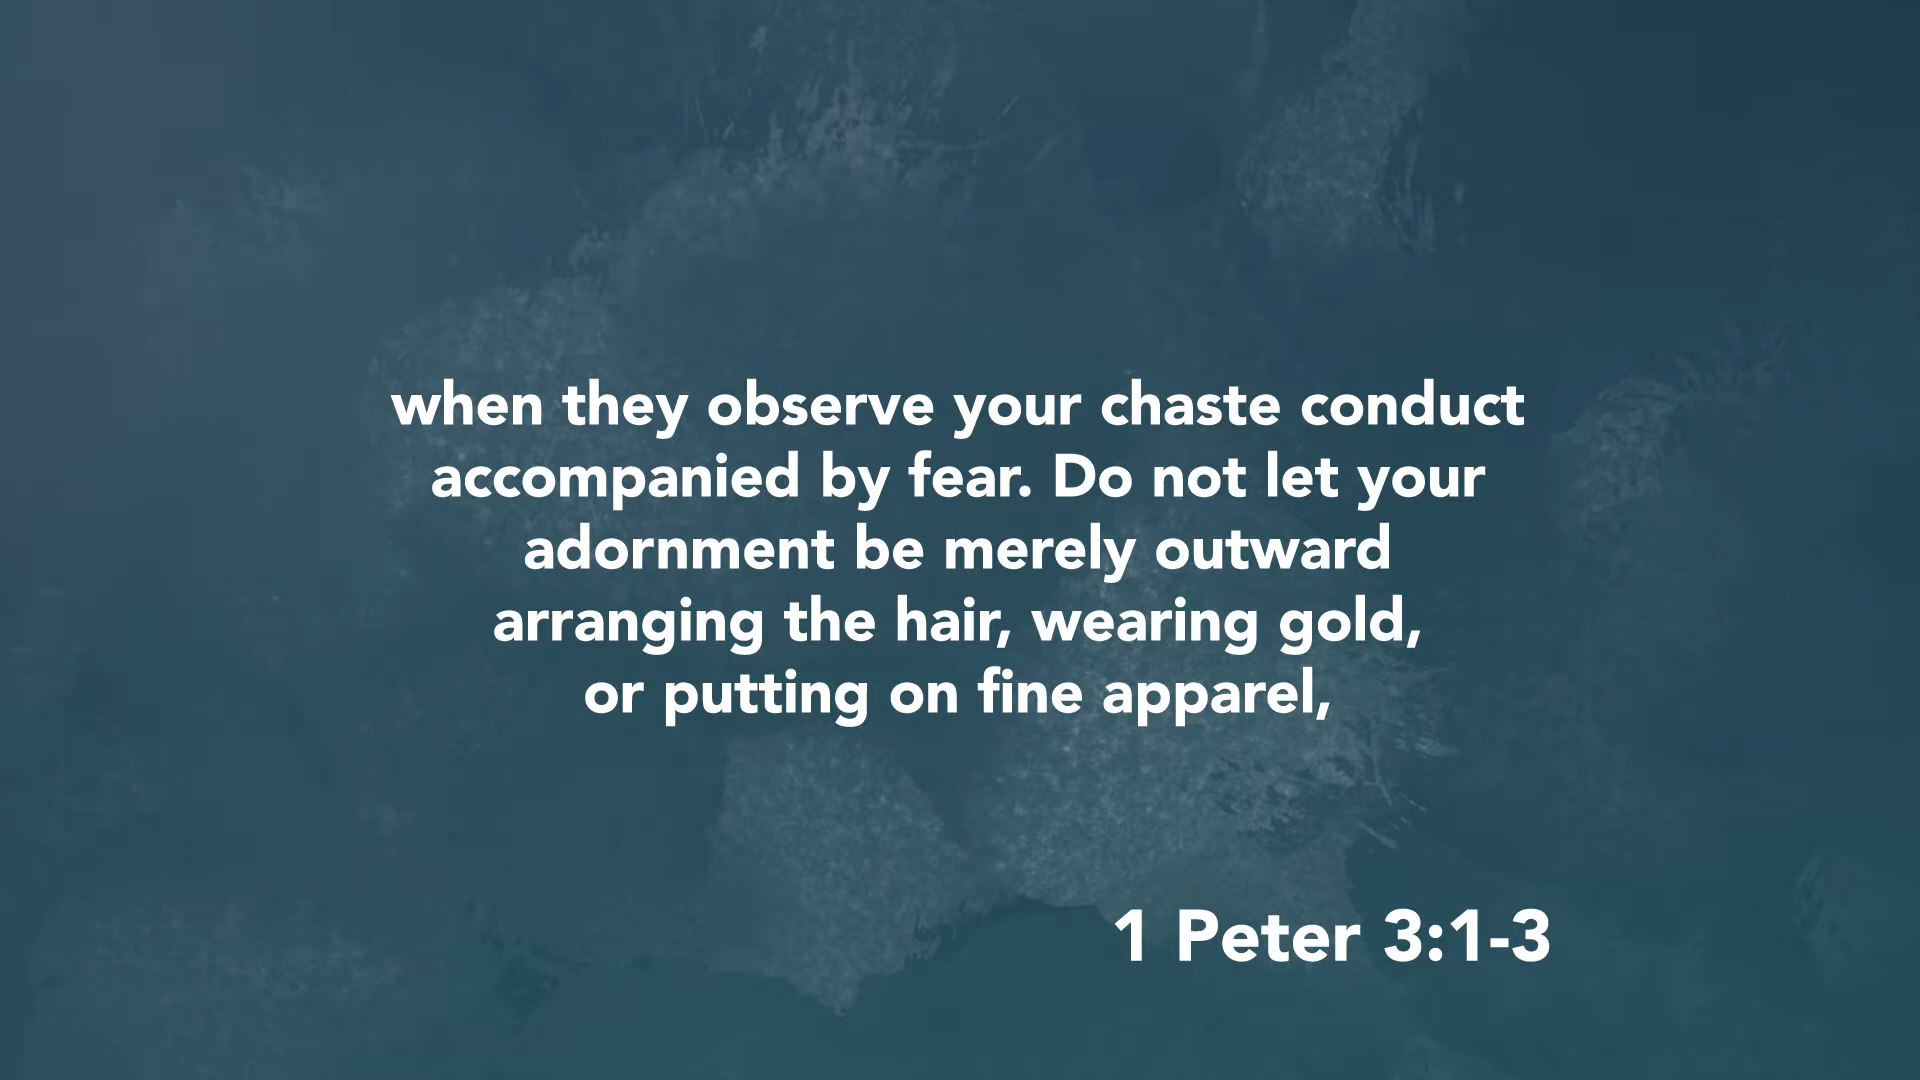 when they observe your chaste conduct
accompanied by fear. Do not let your
adornment be merely outward
arranging the hair, wearing gold,
or putting on fine apparel,
1 Peter 3:1-3